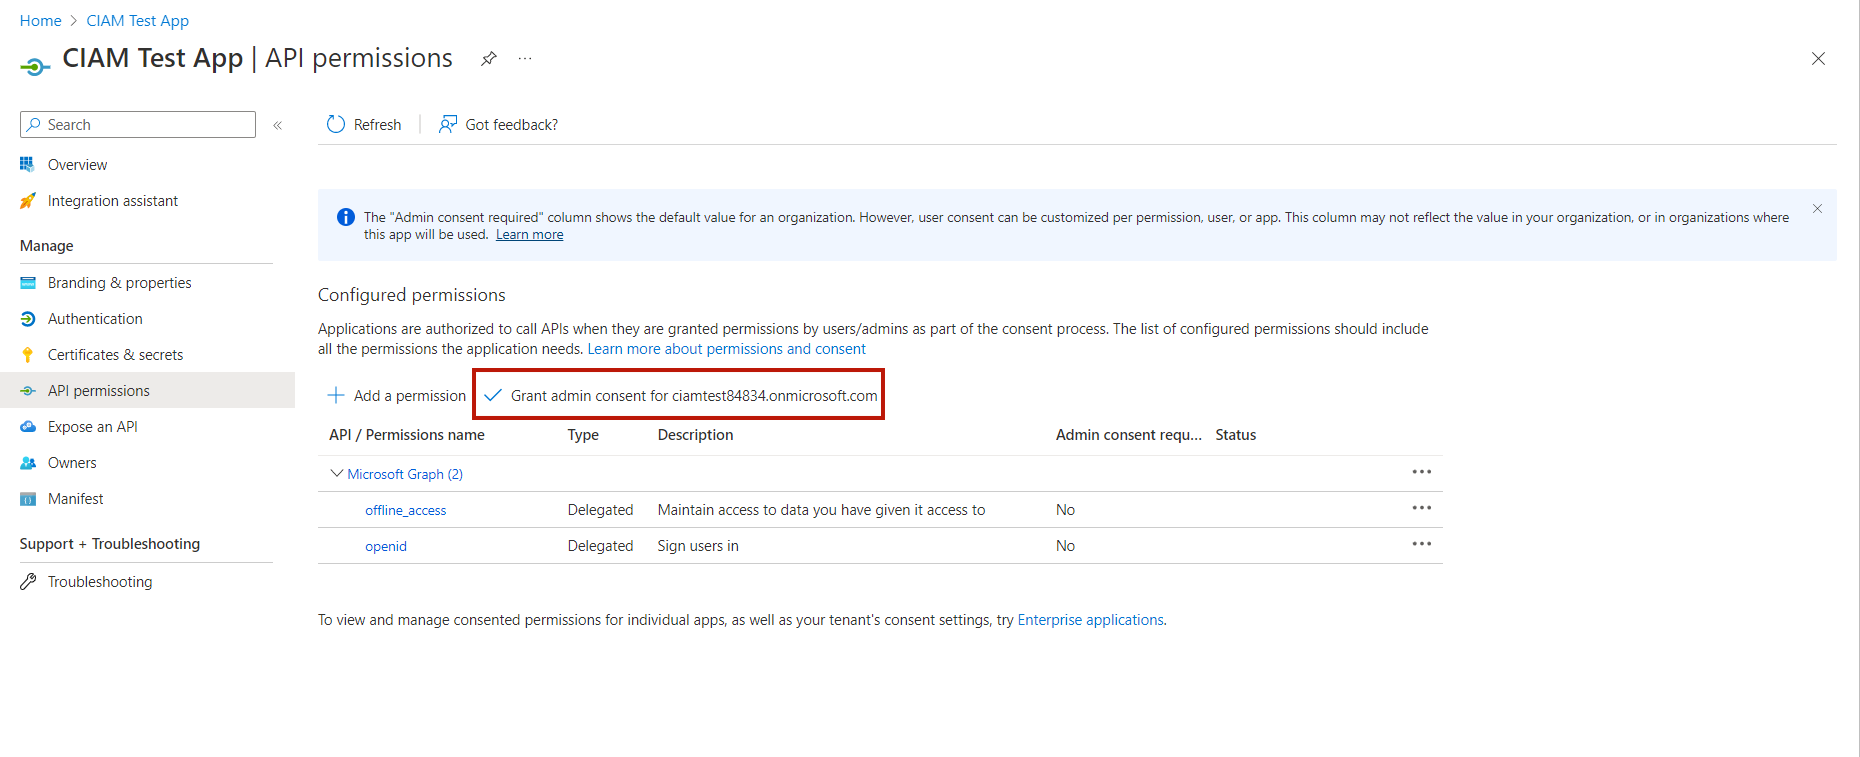 Home > CIAM Test App
CIAM Test App | API permissions
Search
Overview
Integration assistant
Manage
Branding & properties
Authentication
Certificates & secrets
API permissions
Expose an API
Owners
Manifest
Support + Troubleshooting
Troubleshooting
Refresh
Got feedback?
The "Admin consent required" column shows the default value for an organization. However, user consent can be customized per permission, user, or app. This column may not reflect the value in your organization, or in organizations where
this app will be used. Learn more
Configured permissions
Applications are authorized to call APIs when they are granted permissions by users/admins as part of the consent process. The list of configured permissions should include
all the permissions the application needs. Learn more about permissions and consent
Add a permission
Grant admin consent for ciamtest84834.onmicrosoft.com
API / Permissions name Type Description Admin consent requ... Status
Microsoft Graph (2)
offline_access Delegated Maintain access to data you have given it access to No
openid Delegated Sign users in No
To view and manage consented permissions for individual apps, as well as your tenant's consent settings, try Enterprise applications.